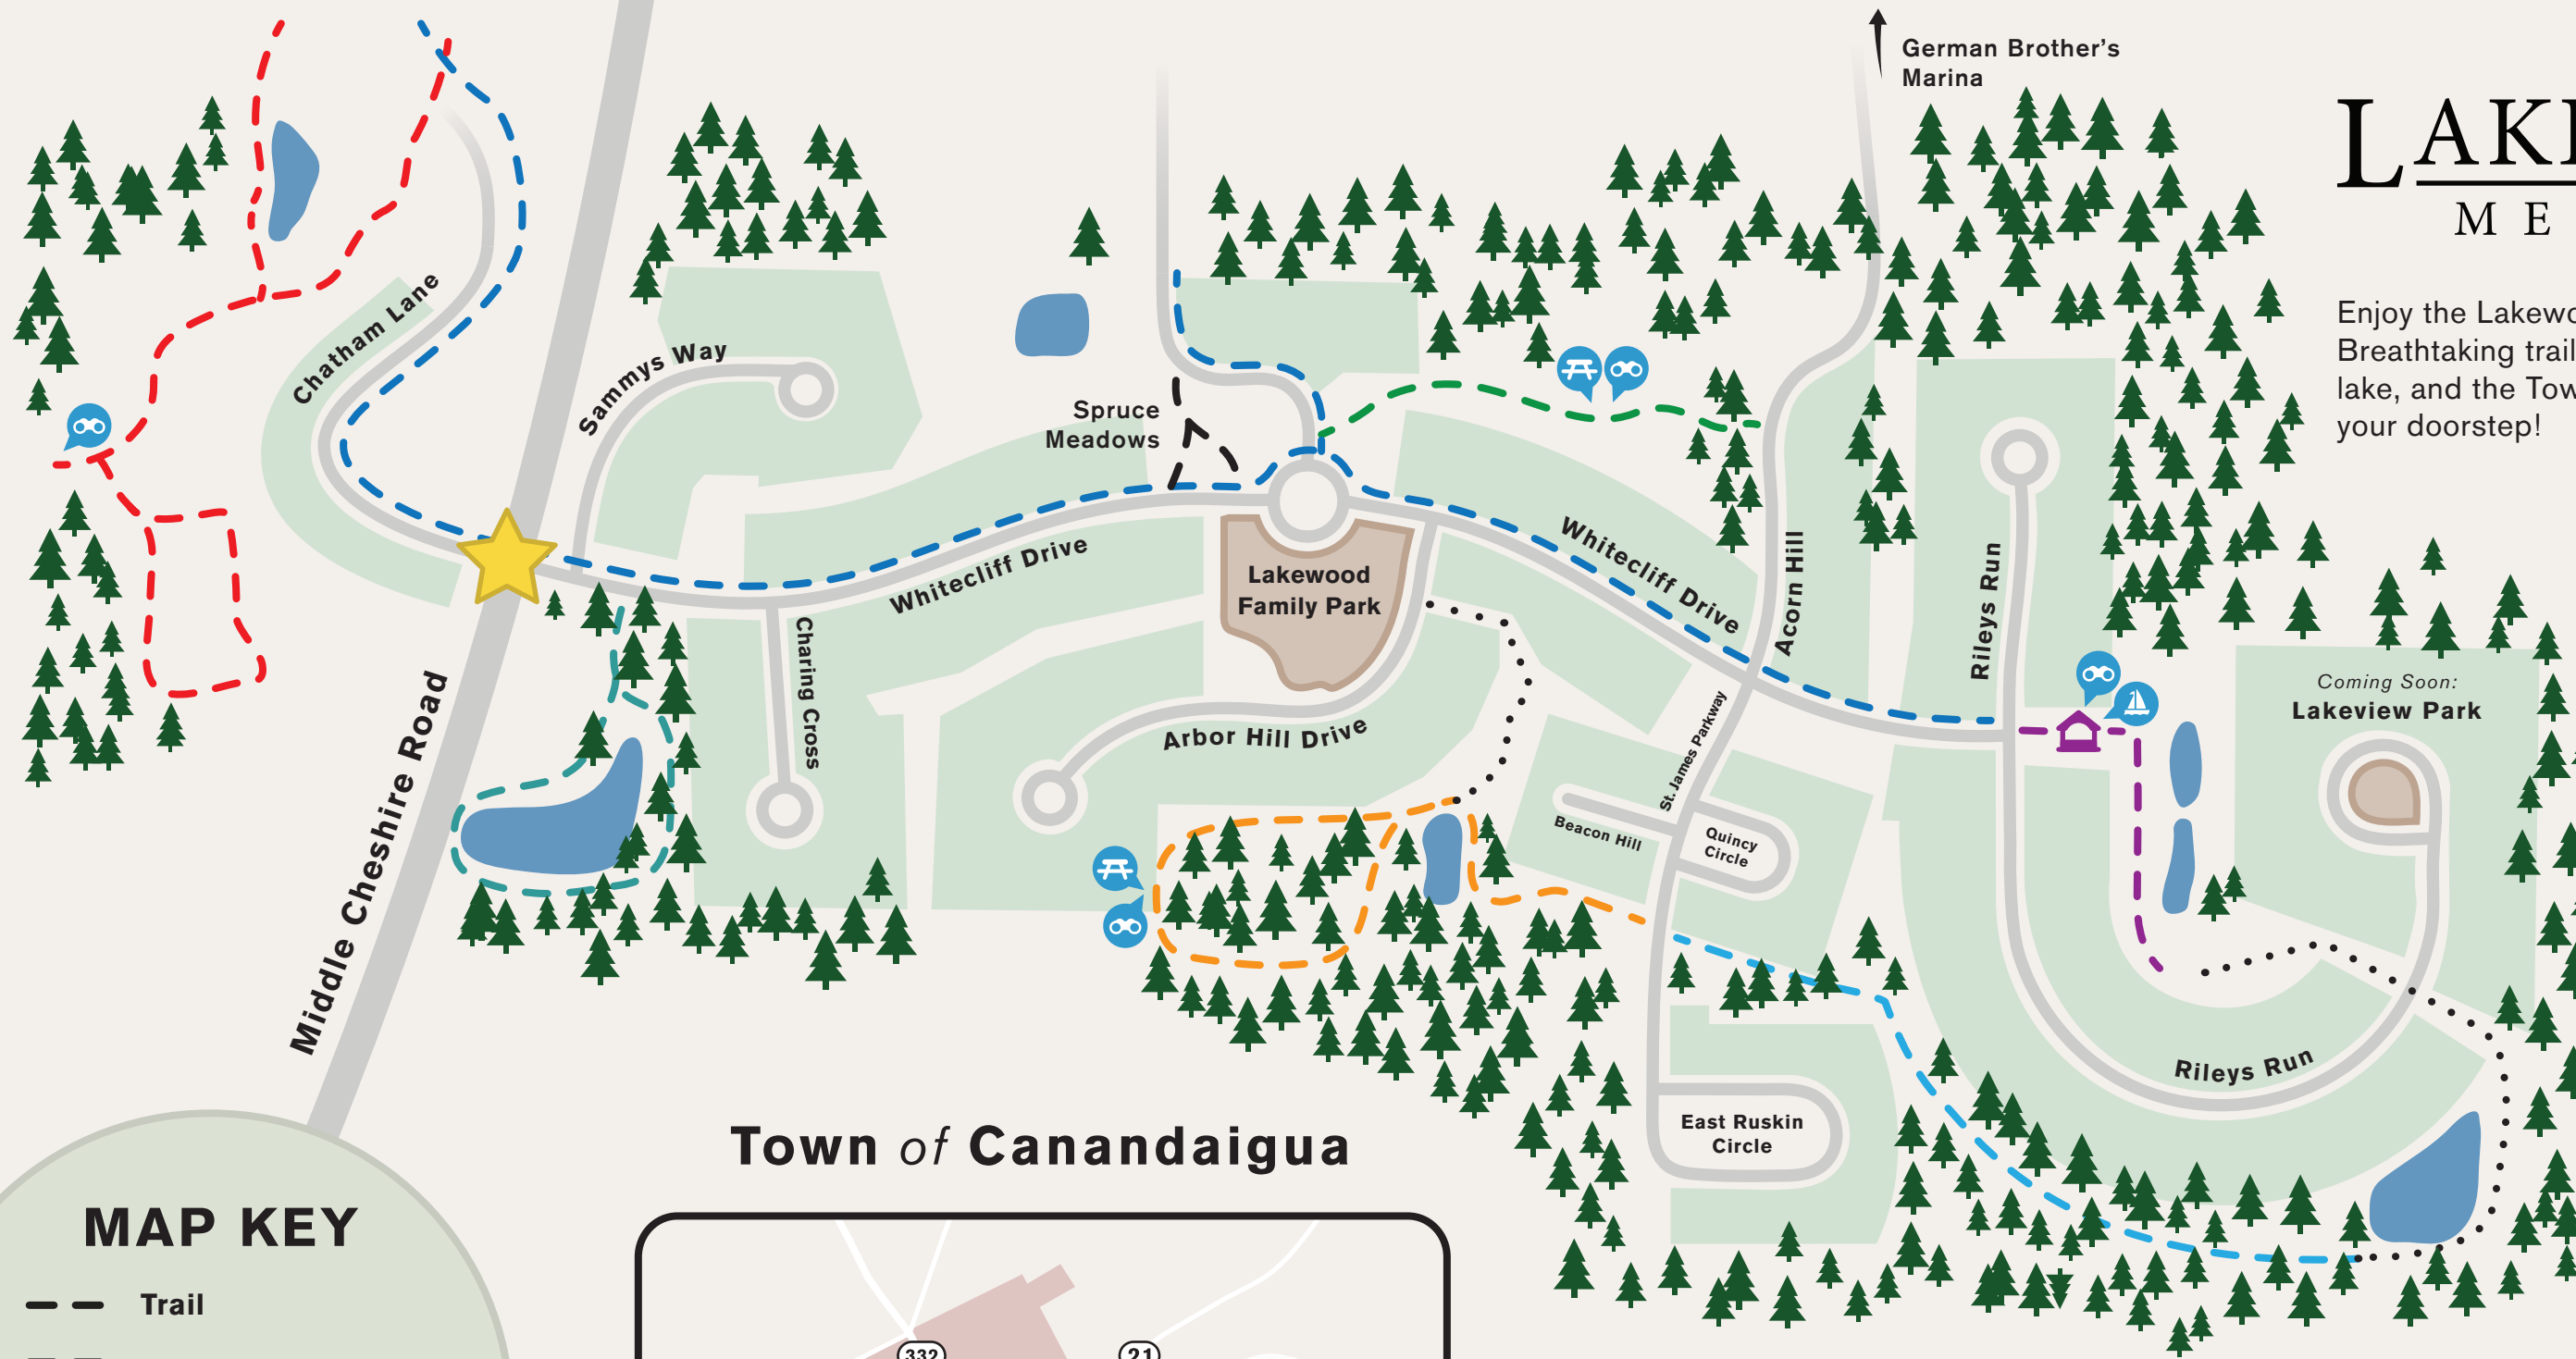 German Brother's
Marina
LAKE
ME
Enjoy the Lakewo
Breathtaking trail
lake, and the Tow
your doorstep!
Chatham Lane
Sammys Way
Spruce
Meadows
Whitecliff Drive
Lakewood
Family Park
Whitecliff Drive
Acorn Hill
Rileys Run
Coming Soon:
Lakeview Park
Charing Cross
Arbor Hill Drive
St. James Parkway
Beacon Hill
Quincy
Circle
Middle Cheshire Road
Rileys Run
East Ruskin
Circle
Town of Canandaigua
MAP KEY
Trail
332
21